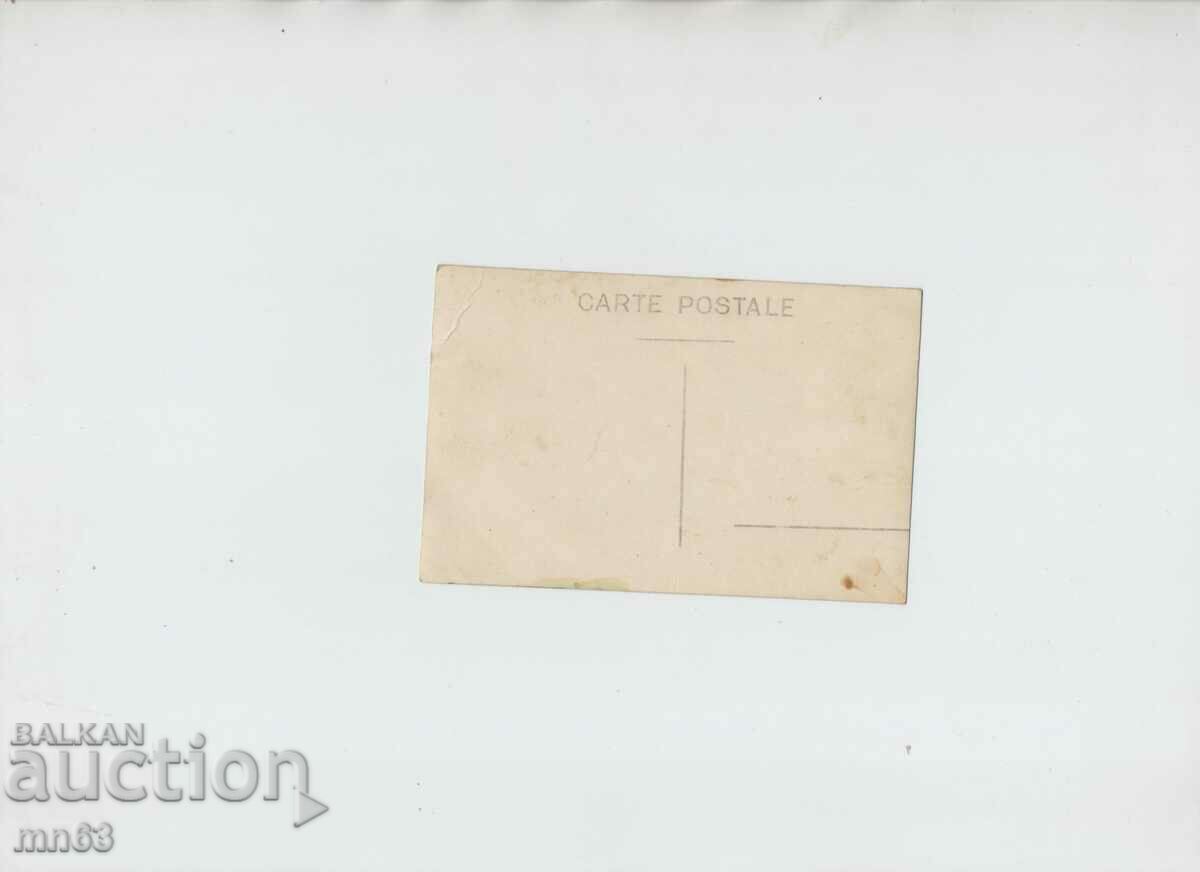 CARTE POSTALE
BALKAN
auction
mn63